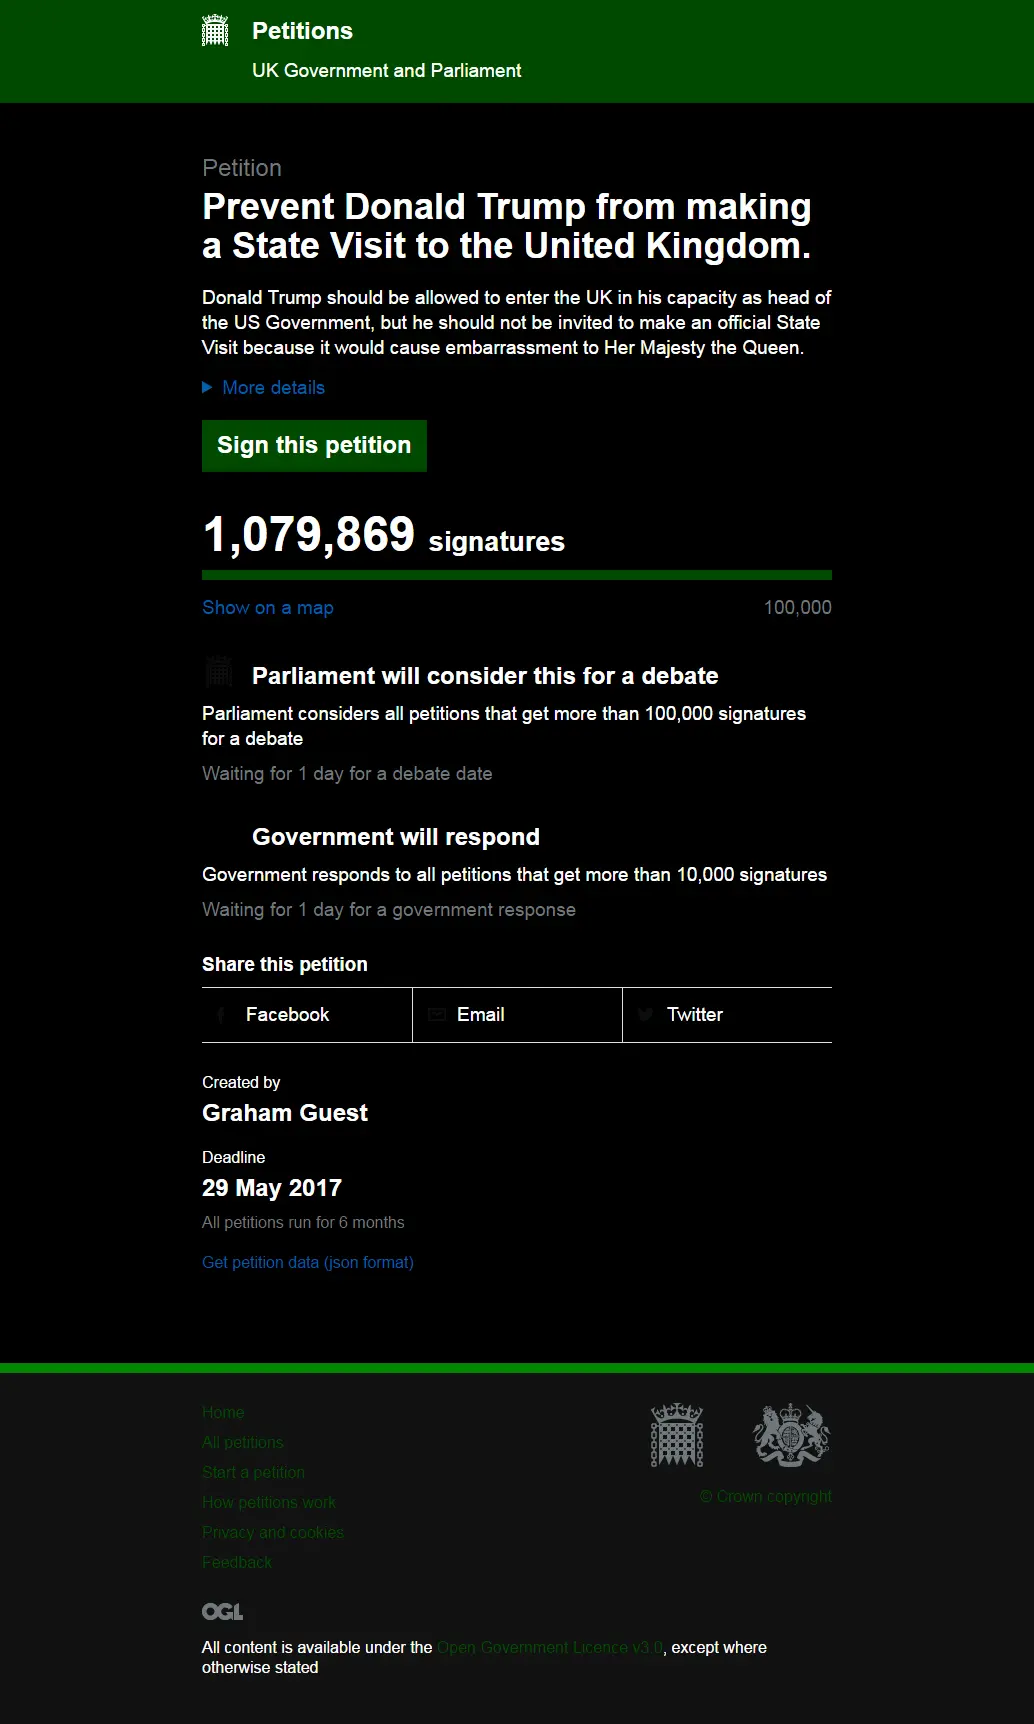 Petitions
UK Government and Parliament
Petition
Prevent Donald Trump from making
a State Visit to the United Kingdom.
Donald Trump should be allowed to enter the UK in his capacity as head of
the US Government, but he should not be invited to make an official State
Visit because it would cause embarrassment to Her Majesty the Queen.
More details
Sign this petition
1,079,869 signatures
Show on a map 100,000
Parliament will consider this for a debate
Parliament considers all petitions that get more than 100,000 signatures
for a debate
Waiting for 1 day for a debate date
Government will respond
Government responds to all petitions that get more than 10,000 signatures
Waiting for 1 day for a government response
Share this petition
Facebook Email Twitter
Created by
Graham Guest
Deadline
29 May 2017
All petitions run for 6 months
Get petition data (json format)
Home
All petitions
Start a petition
How petitions work
Privacy and cookies
Feedback
© Crown copyright
OGL
All content is available under the Open Government Licence v3.0, except where
otherwise stated